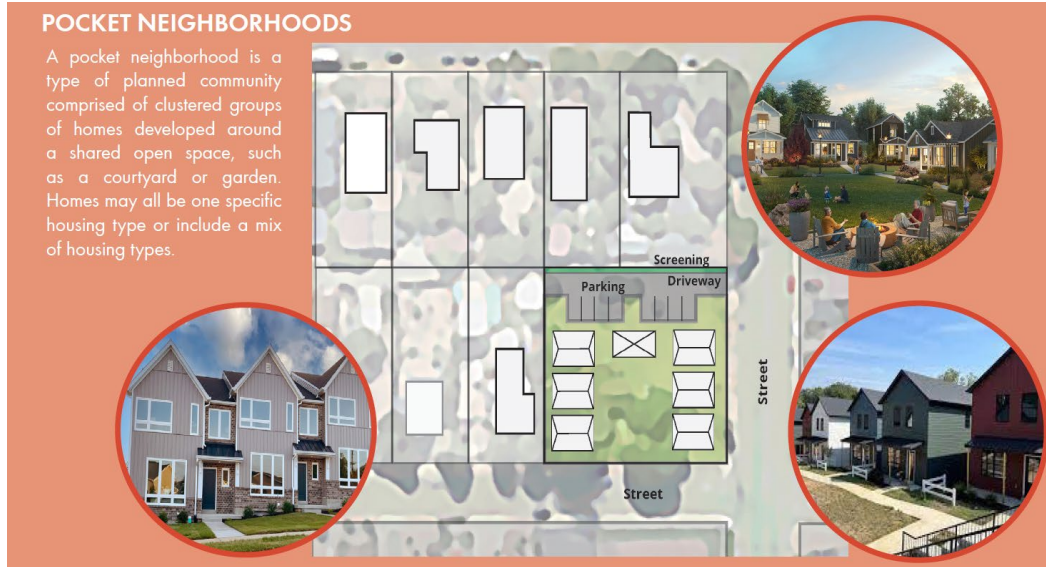 POCKET NEIGHBORHOODS
A pocket neighborhood is a
type of planned community
comprised of clustered groups
of homes developed around
a shared open space, such
as a courtyard or garden.
Homes may all be one specific
housing type or include a mix
of housing types.
Screening
Driveway
Parking
Street
Street